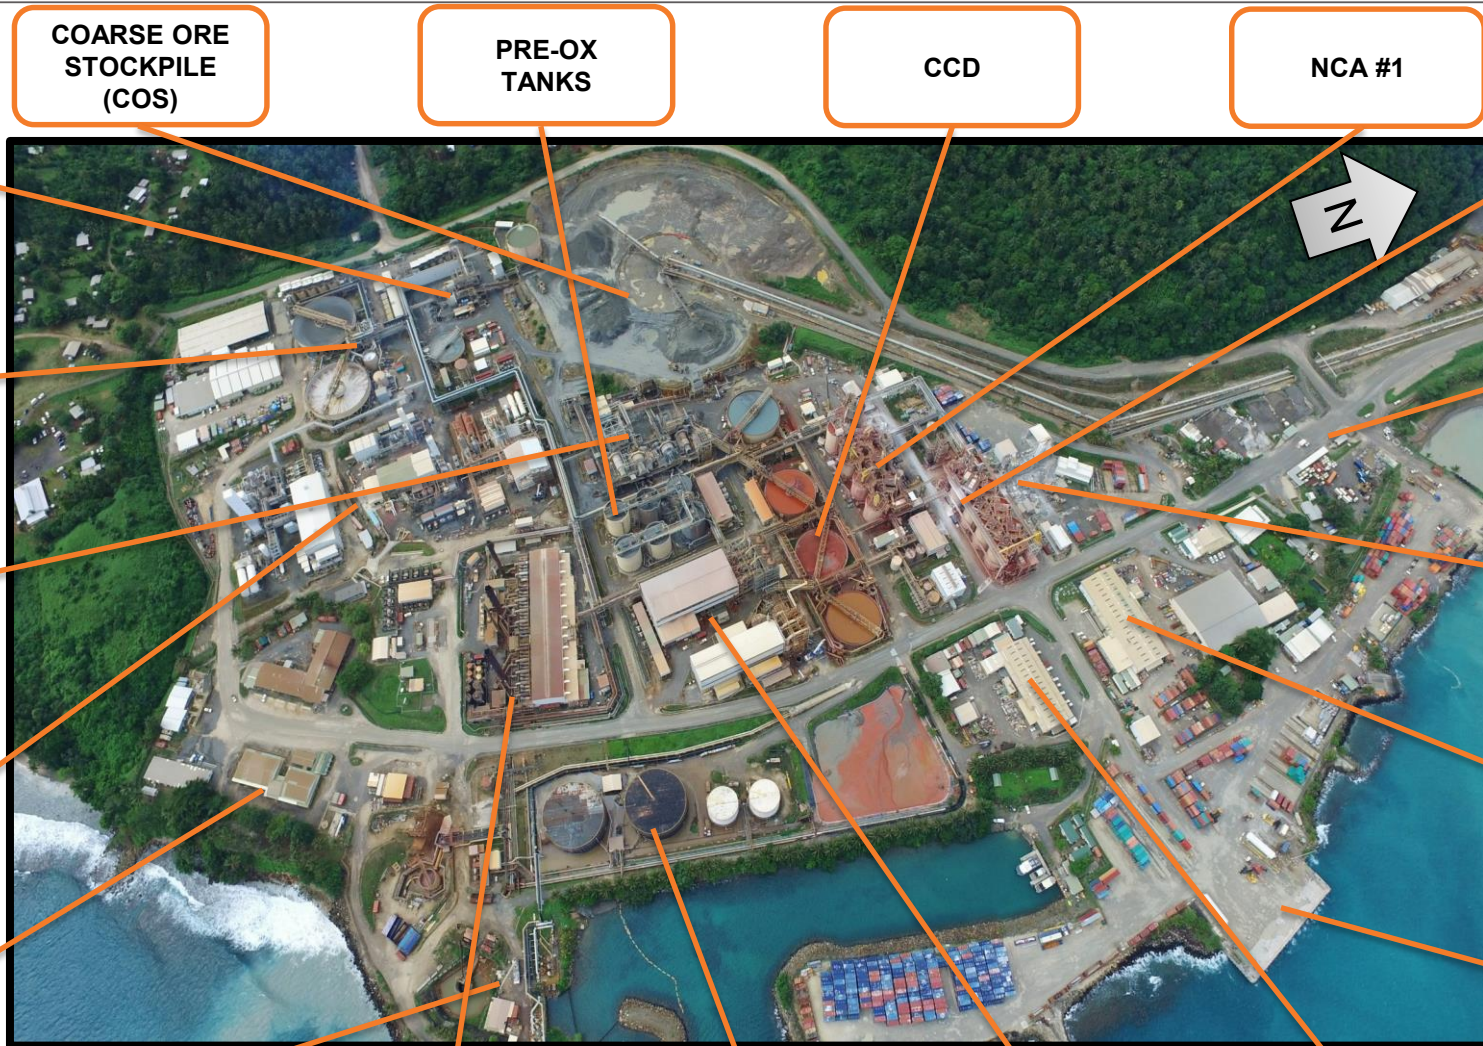 COARSE ORE
STOCKPILE
(COS)
PRE-OX
TANKS
CCD
NCA #1
N